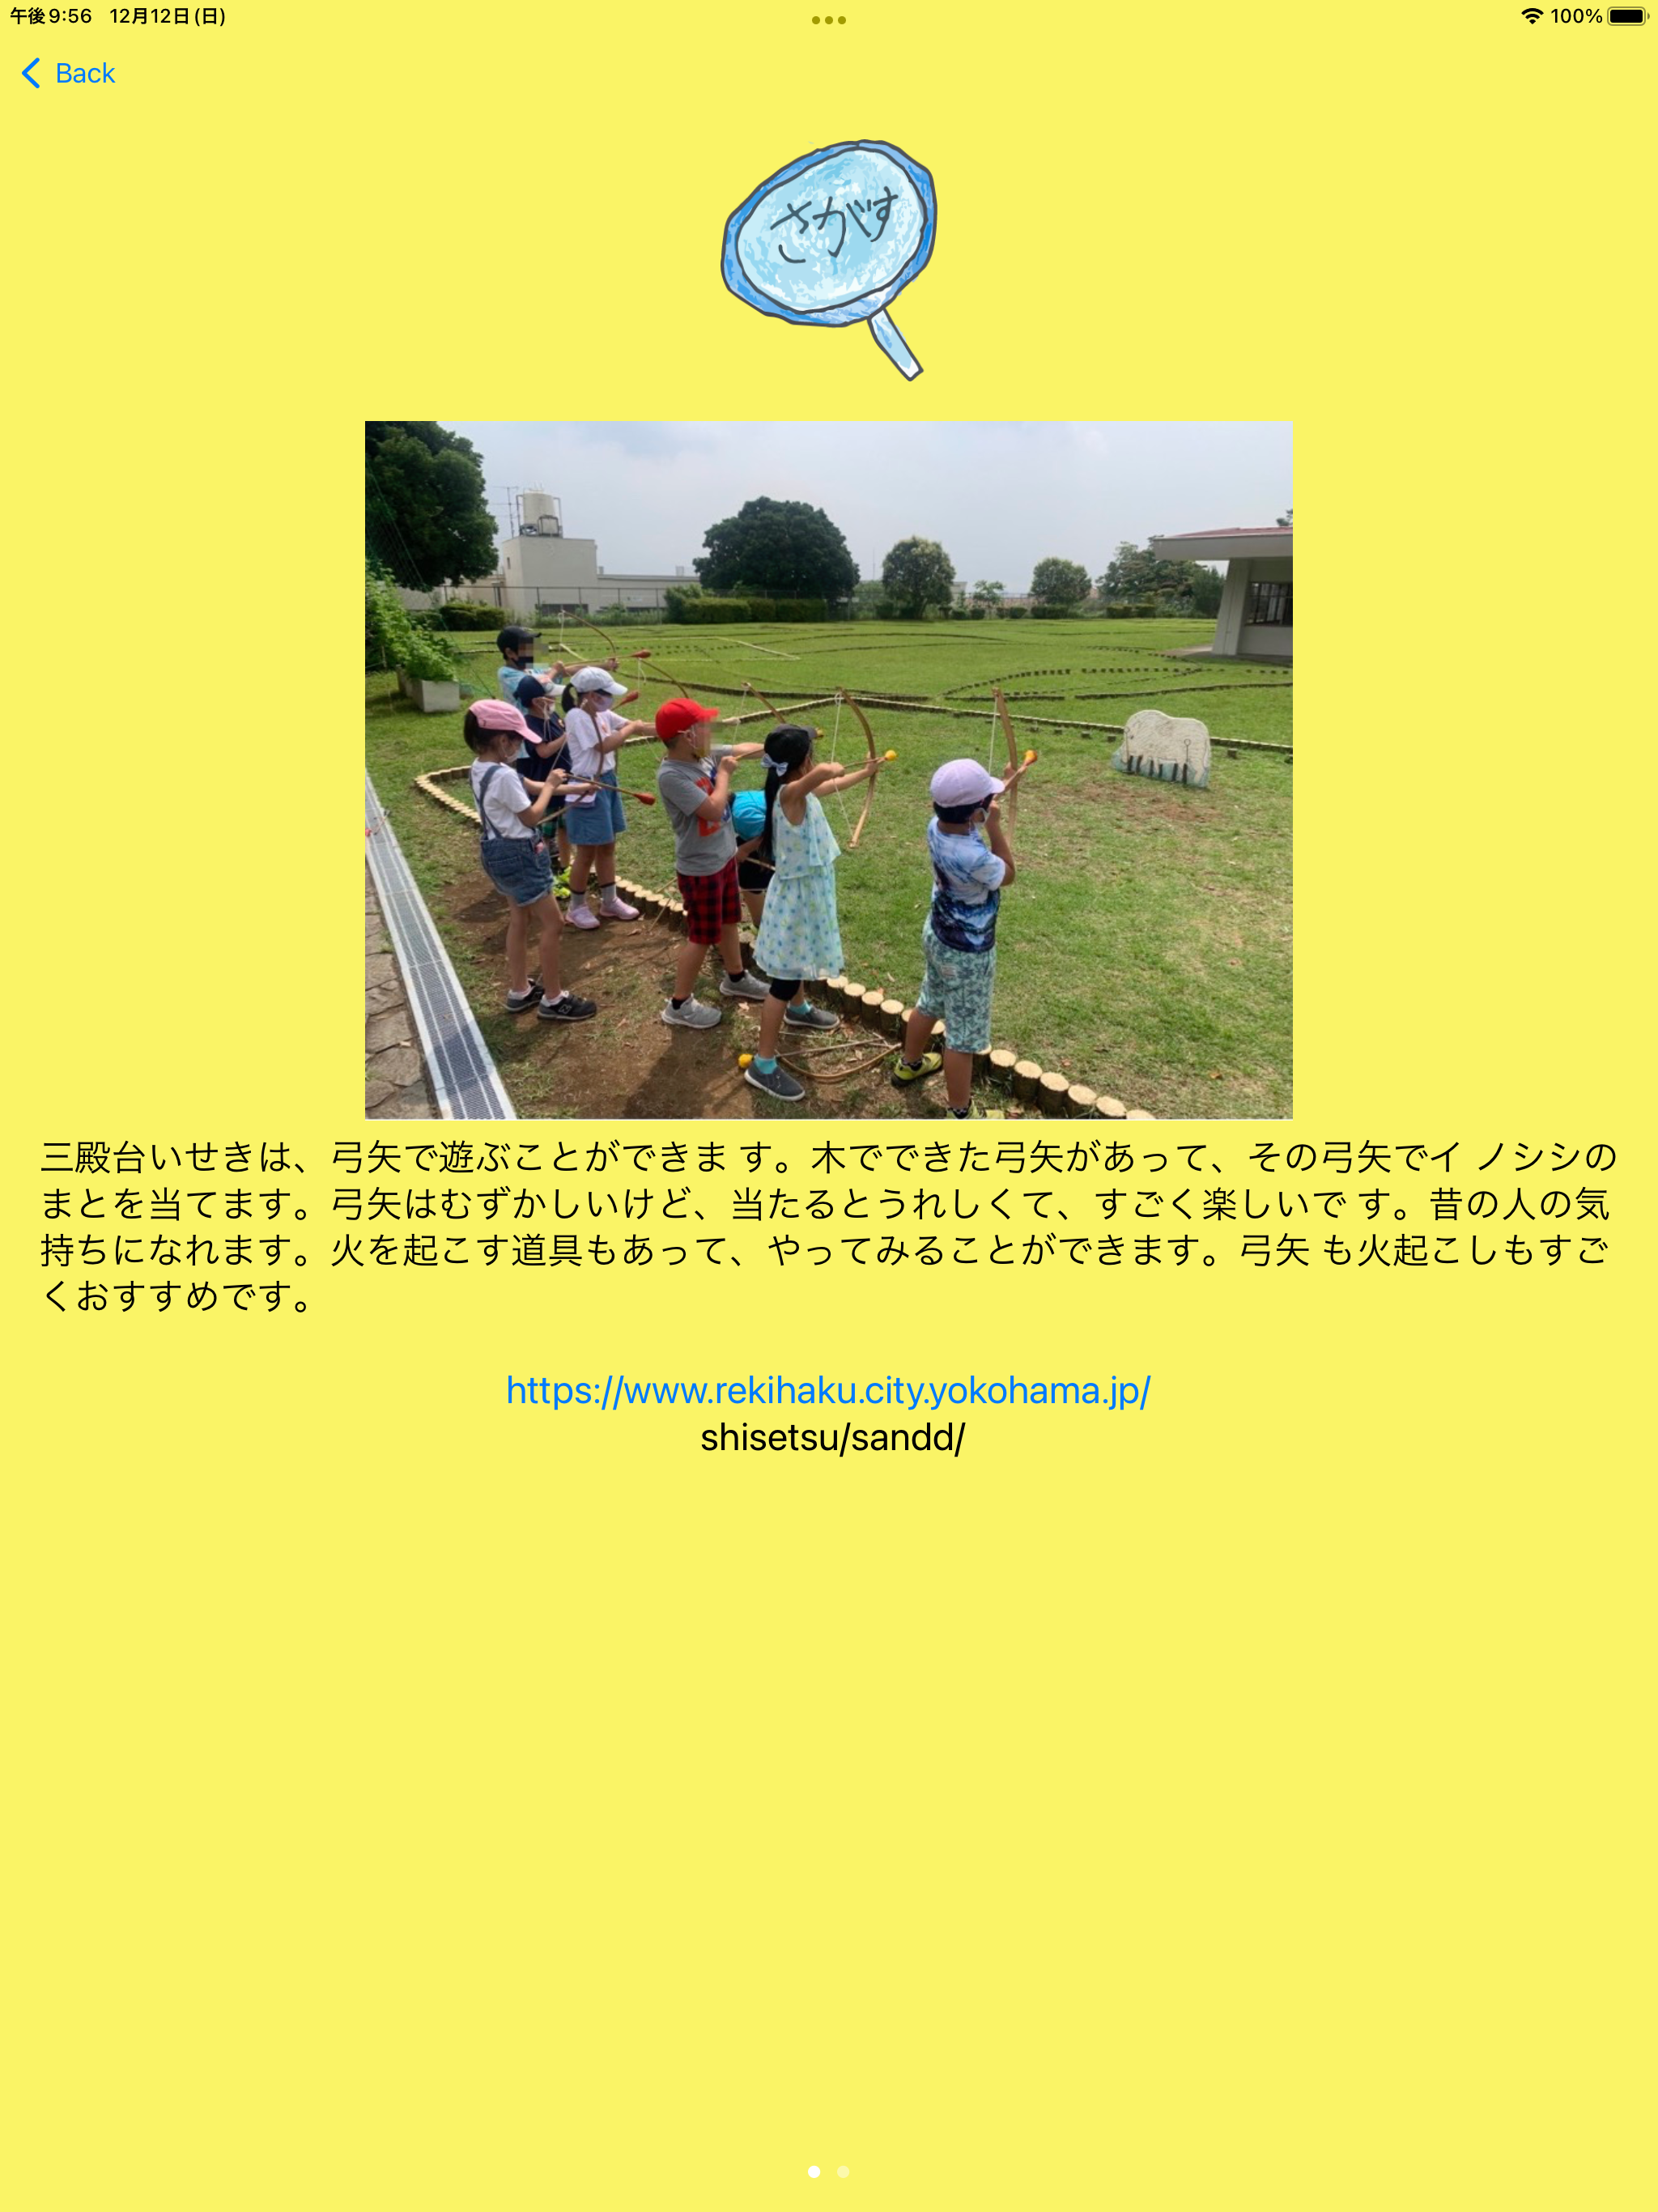 午後9:56 12月12日(日)
100%
Back
さがす
三殿台いせきは、弓矢で遊ぶことができま す。木でできた弓矢があって、その弓矢でイ ノシシの
まとを当てます。弓矢はむずかしいけど、当たるとうれしくて、すごく楽しいで す。昔の人の気
持ちになれます。火を起こす道具もあって、やってみることができます。弓矢 も火起こしもすご
くおすすめです。
https://www.rekihaku.city.yokohama.jp/
shisetsu/sandd/